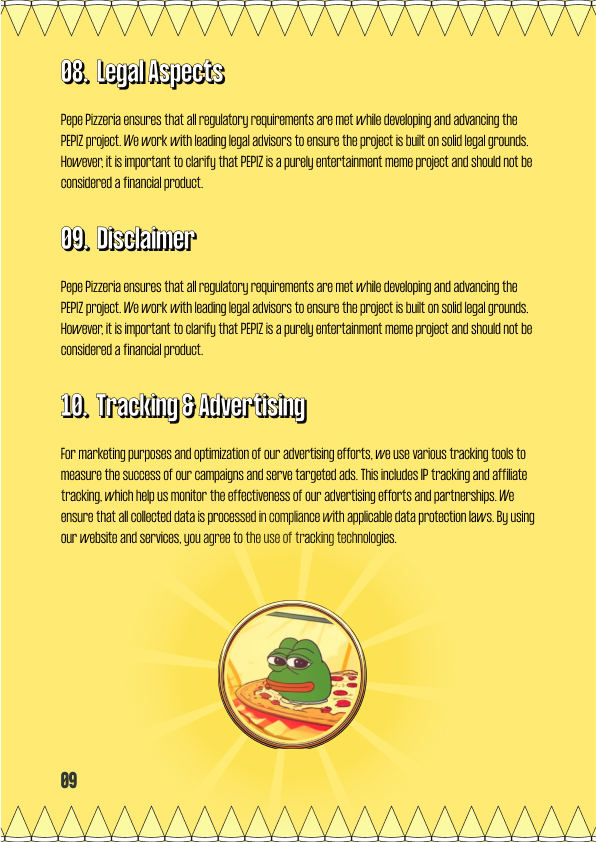 08. Legal Aspects
Pepe Pizzeria ensures that all regulatory requirements are met while developing and advancing the
PEPIZ project. We work with leading legal advisors to ensure the project is built on solid legal grounds.
However, it is important to clarify that PEPIZ is a purely entertainment meme project and should not be
considered a financial product.
09. Disclaimer
Pepe Pizzeria ensures that all regulatory requirements are met while developing and advancing the
PEPIZ project. We work with leading legal advisors to ensure the project is built on solid legal grounds.
However, it is important to clarify that PEPIZ is a purely entertainment meme project and should not be
considered a financial product.
10. Tracking & Advertising
For marketing purposes and optimization of our advertising efforts, we use various tracking tools to
measure the success of our campaigns and serve targeted ads. This includes IP tracking and affiliate
tracking, which help us monitor the effectiveness of our advertising efforts and partnerships. We
ensure that all collected data is processed in compliance with applicable data protection laws. By using
our website and services, you agree to the use of tracking technologies.
09